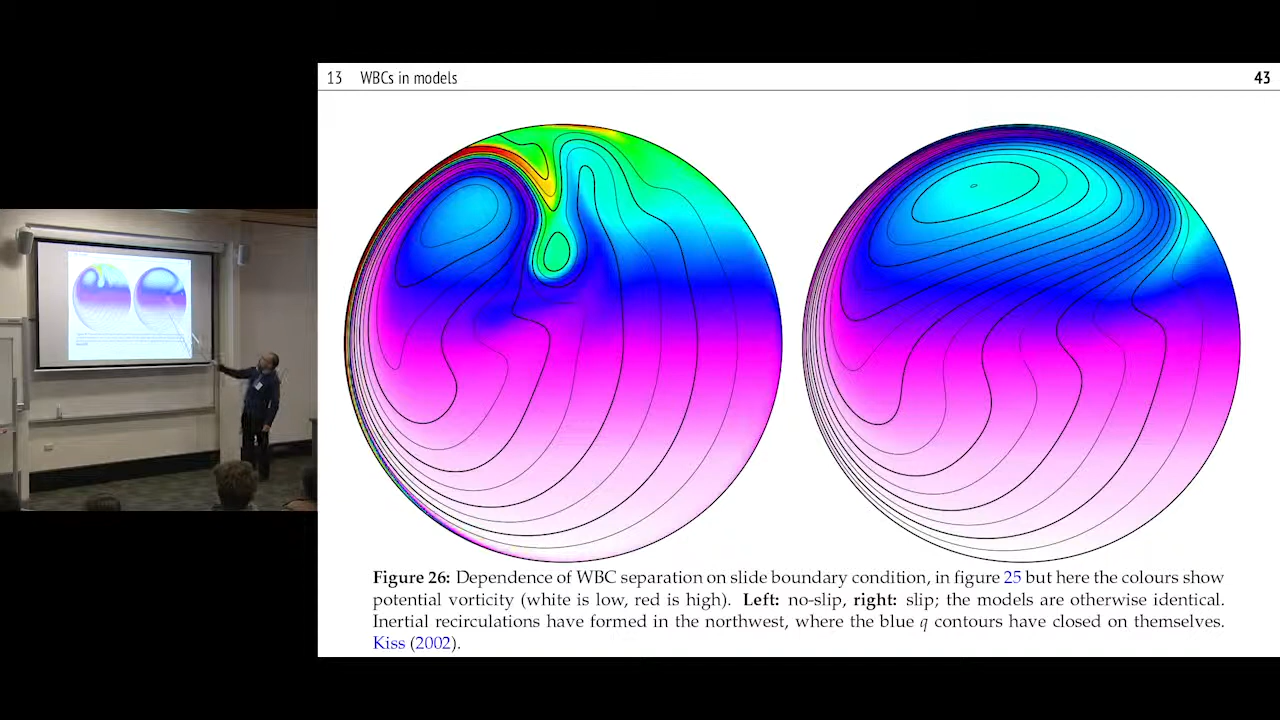 13 WBCs in models 43
Figure 26: Dependence of WBC separation on slide boundary condition, in figure 25 but here the colours show
potential vorticity (white is low, red is high). Left: no-slip, right: slip; the models are otherwise identical.
Inertial recirculations have formed in the northwest, where the blue q contours have closed on themselves.
Kiss (2002).